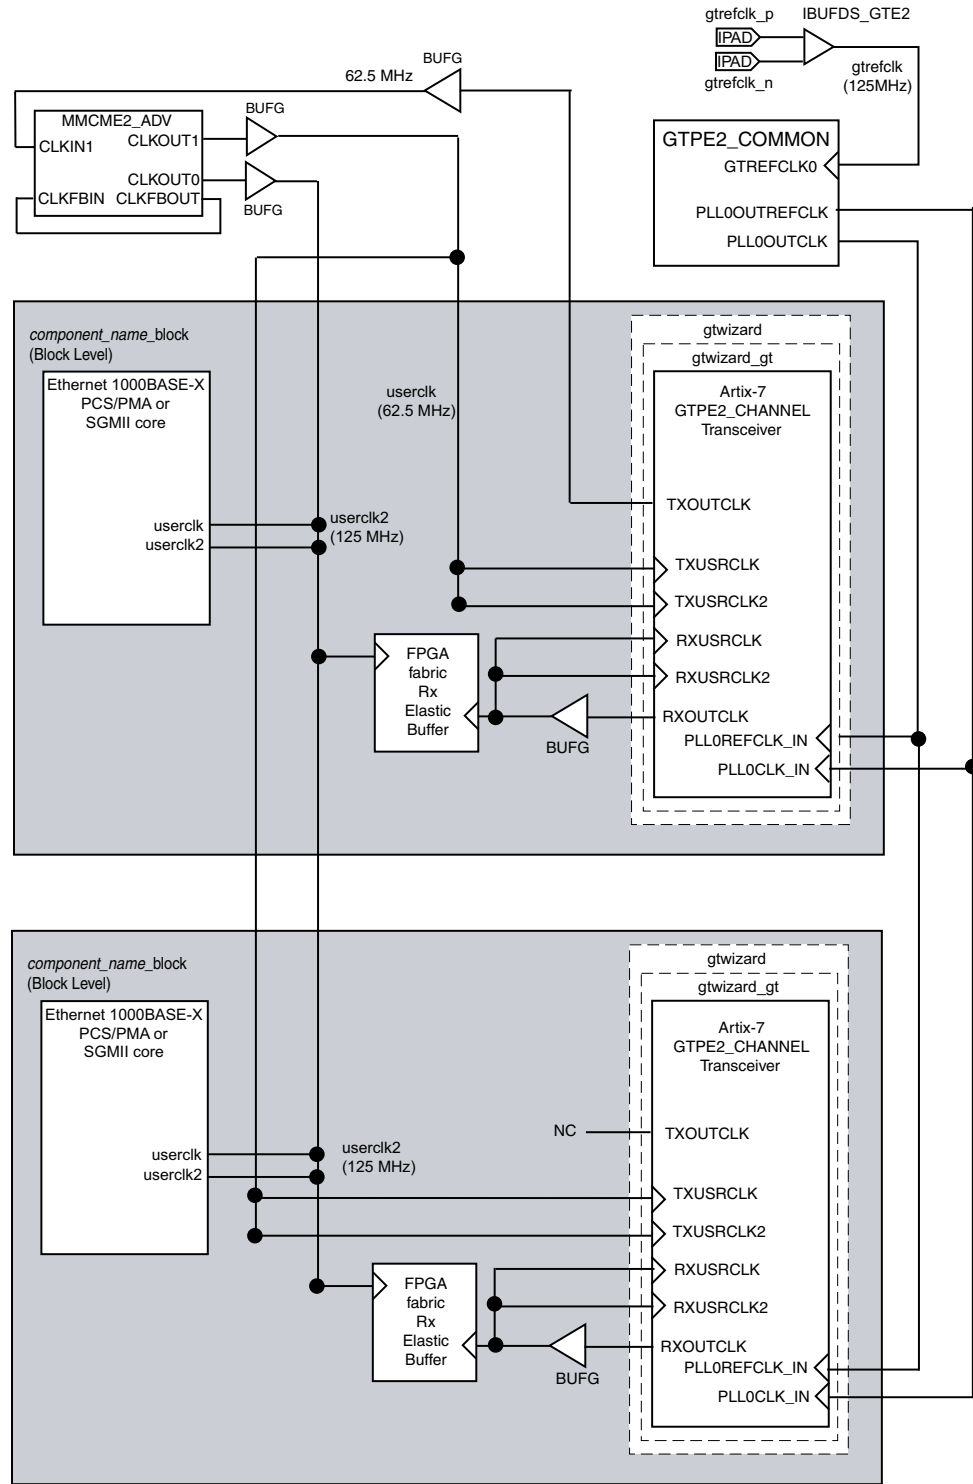 gtrefclk_p
IBUFDS_GTE2
IPAD
IPAD
gtrefclk_n
gtrefclk
(125MHz)
BUFG
62.5 MHz
BUFG
MMCME2_ADV
CLKIN1
CLKOUT1
CLKOUT0
CLKFBIN
CLKFBOUT
BUFG
GTPE2_COMMON
GTREFCLK0
PLL0OUTREFCLK
PLL0OUTCLK
component_name_block
(Block Level)
Ethernet 1000BASE-X
PCS/PMA or
SGMII core
userclk
userclk2
userclk2
(125 MHz)
userclk
(62.5 MHz)
gtwizard
gtwizard_gt
Artix-7
GTPE2_CHANNEL
Transceiver
TXOUTCLK
TXUSRCLK
TXUSRCLK2
RXUSRCLK
RXUSRCLK2
RXOUTCLK
PLL0REFCLK_IN
PLL0CLK_IN
FPGA
fabric
Rx
Elastic
Buffer
BUFG
component_name_block
(Block Level)
Ethernet 1000BASE-X
PCS/PMA or
SGMII core
userclk
userclk2
userclk2
(125 MHz)
gtwizard
gtwizard_gt
Artix-7
GTPE2_CHANNEL
Transceiver
NC
TXOUTCLK
TXUSRCLK
TXUSRCLK2
RXUSRCLK
RXUSRCLK2
RXOUTCLK
PLL0REFCLK_IN
PLL0CLK_IN
FPGA
fabric
Rx
Elastic
Buffer
BUFG